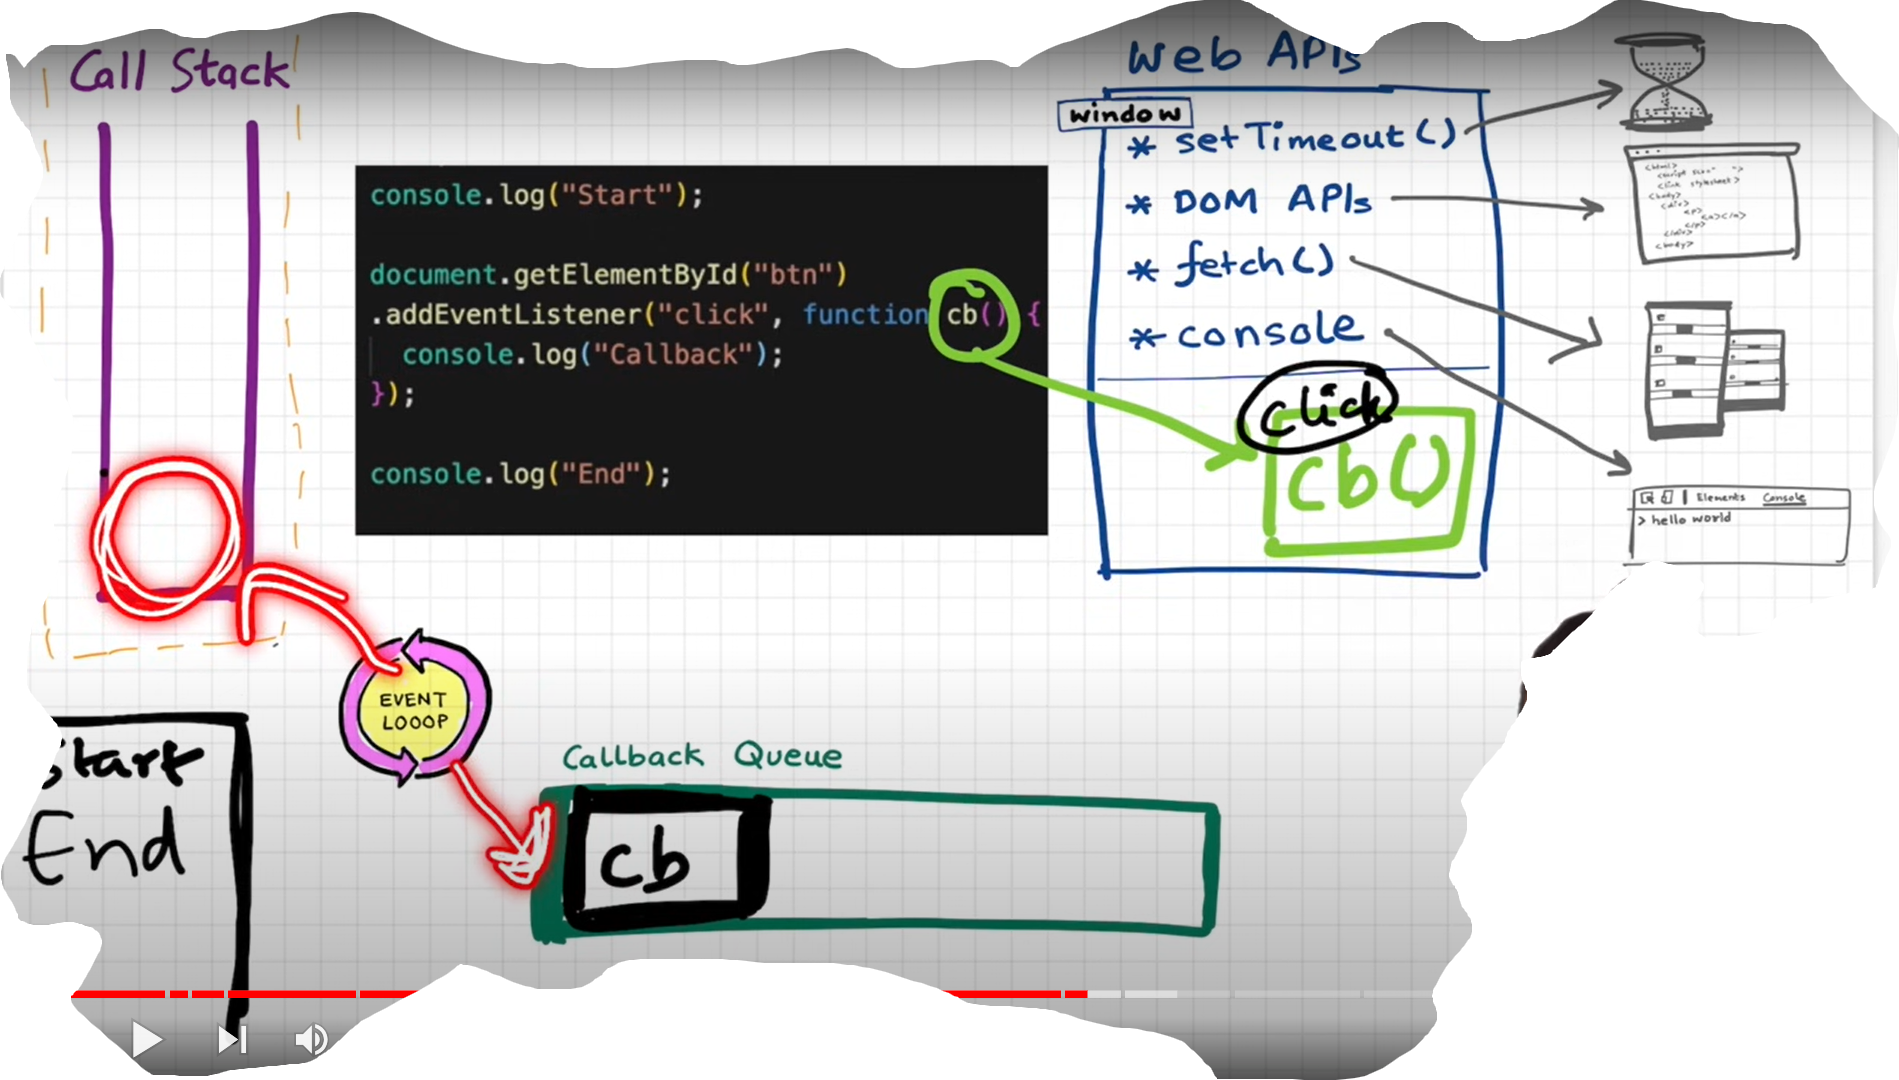 Call Stack
console.log("Start");
document.getElementById("btn")
.addEventListener("click", function cb() {
console.log("Callback");
});
console.log("End");
Web APIs
window
* setTimeout()
* DOM APIs
* fetch()
* console
click
cb()
Elements Console
> hello world
EVENT
LOOOP
Start
End
Callback Queue
cb